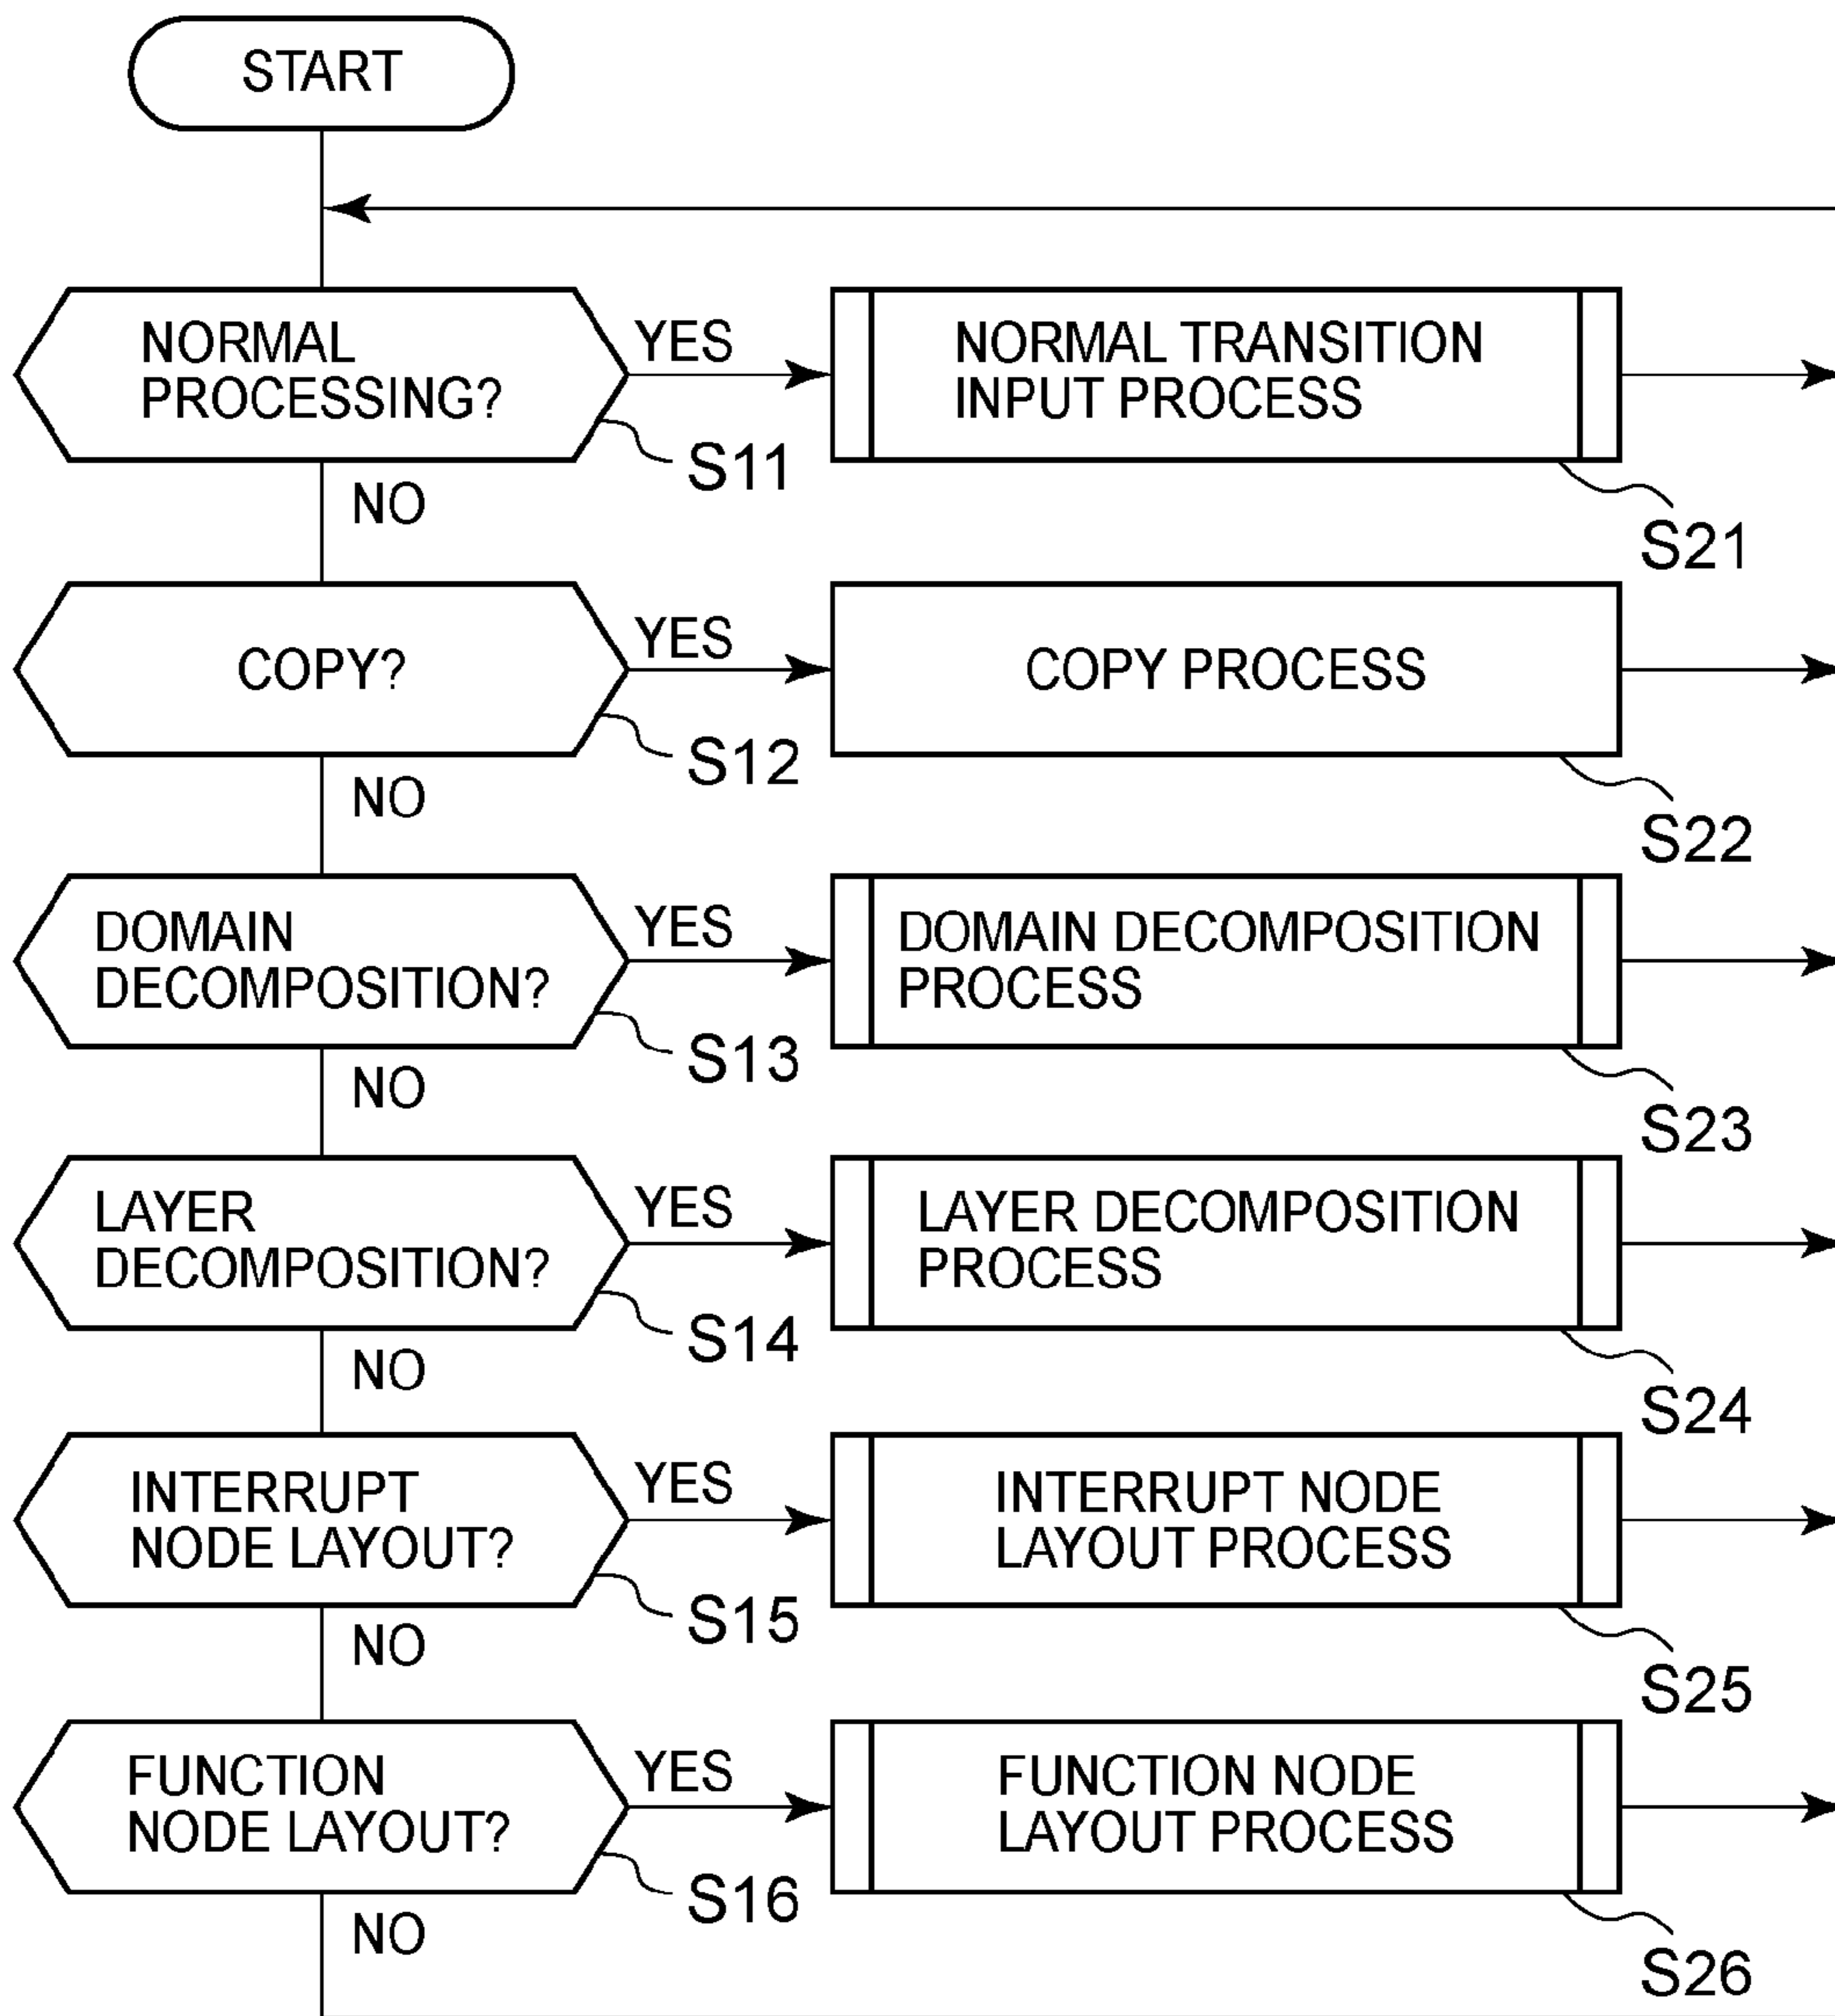 START
NORMAL
PROCESSING?
YES
NORMAL TRANSITION
INPUT PROCESS
S11
NO
S21
COPY?
YES
COPY PROCESS
S12
NO
S22
DOMAIN
DECOMPOSITION?
YES
DOMAIN DECOMPOSITION
PROCESS
S13
NO
S23
LAYER
DECOMPOSITION?
YES
LAYER DECOMPOSITION
PROCESS
S14
NO
S24
INTERRUPT
NODE LAYOUT?
YES
INTERRUPT NODE
LAYOUT PROCESS
S15
NO
S25
FUNCTION
NODE LAYOUT?
YES
FUNCTION NODE
LAYOUT PROCESS
S16
NO
S26